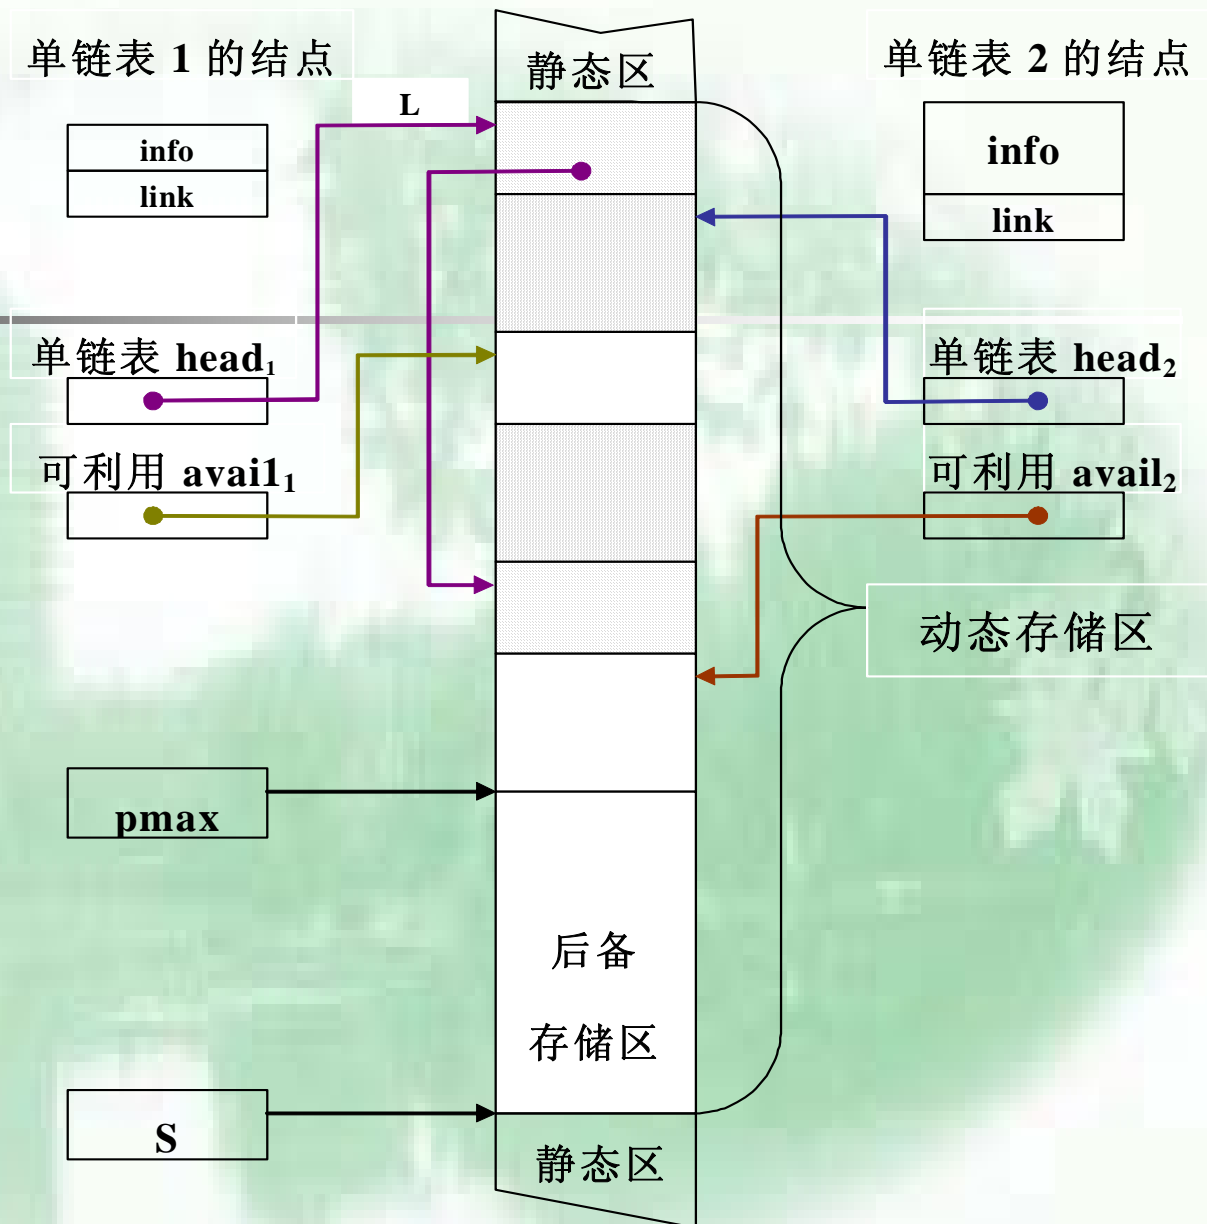 静态区
单链表 1 的结点
单链表 2 的结点
L
info
link
info
link
单链表 head₁
单链表 head₂
可利用 avai1₁
可利用 avail₂
动态存储区
pmax
后备
存储区
S
静态区